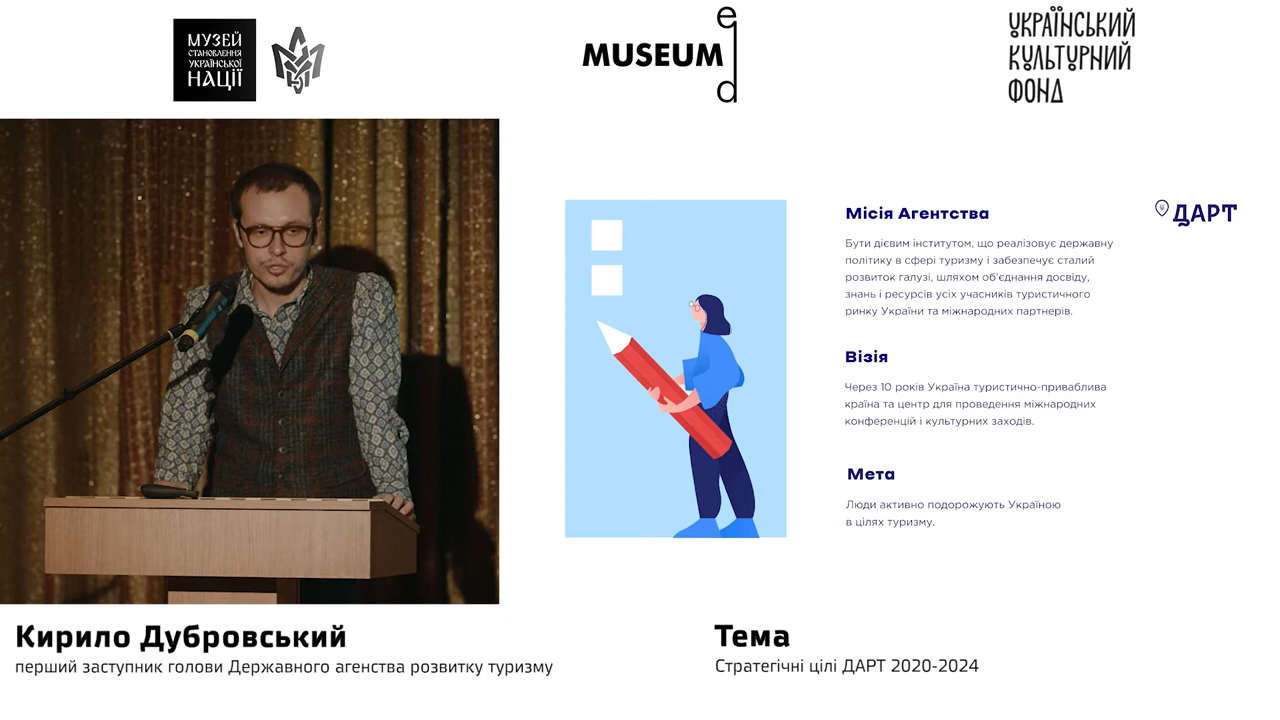 МУЗЕЙ
СТАНОВЛЕННЯ
УКРАЇНСЬКОЇ
НАЦІЇ
MUSEUM
ed
УКРАЇНСЬКИЙ
КУЛЬТУРНИЙ
ФОНД
ДАРТ
Місія Агентства
Бути дієвим інститутом, що реалізовує державну
політику в сфері туризму і забезпечує сталий
розвиток галузі, шляхом об'єднання досвіду,
знань і ресурсів усіх учасників туристичного
ринку України та міжнародних партнерів.
Візія
Через 10 років Україна туристично-приваблива
країна та центр для проведення міжнародних
конференцій і культурних заходів.
Мета
Люди активно подорожують Україною
в цілях туризму.
Кирило Дубровський
перший заступник голови Державного агенства розвитку туризму
Тема
Стратегічні цілі ДАРТ 2020-2024